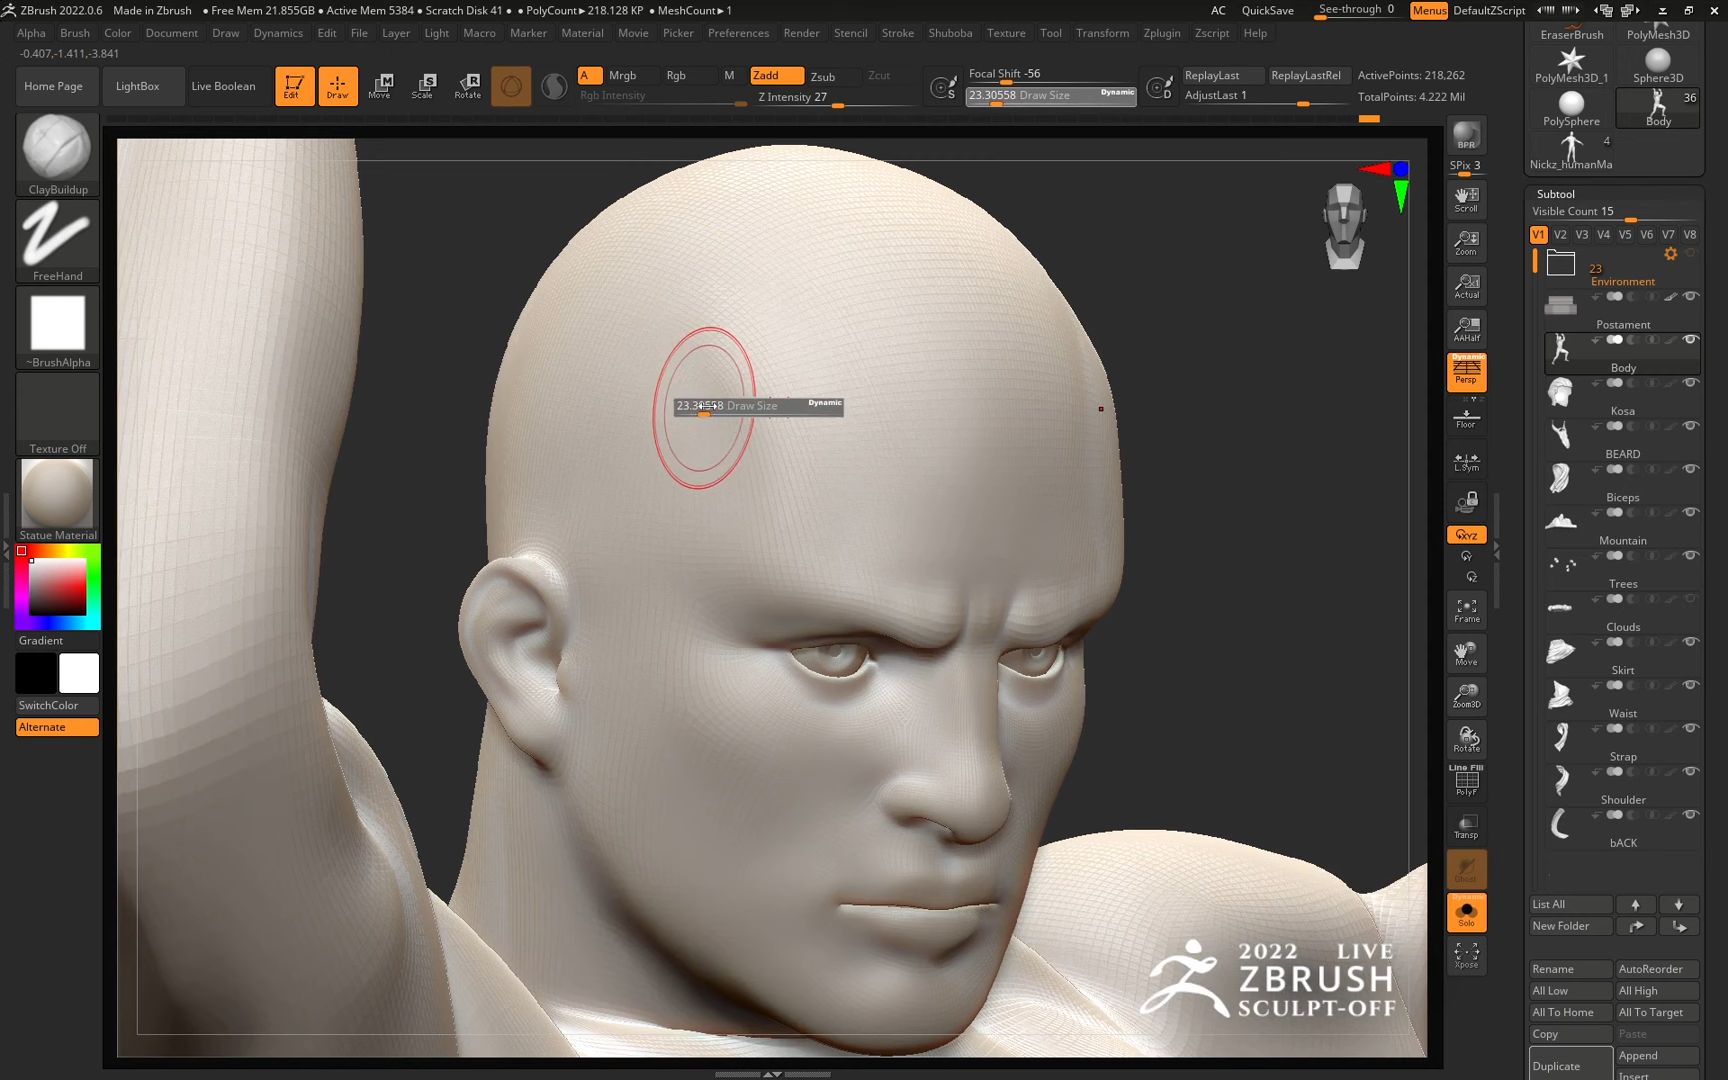 ZBrush 2022.0.6 Made in Zbrush ● Free Mem 21.855GB ● Active Mem 5384 ● Scratch Disk 41 ● ● PolyCount► 218.128 KP ● MeshCount► 1
AC QuickSave See-through 0 Menus DefaultZScript
Alpha Brush Color Document Draw Dynamics Edit File Layer Light Macro Marker Material Movie Picker Preferences Render Shuboba Stencil Stroke Texture Tool Transform Zplugin Zscript Help
-0.407,-1.411,-3.841
Home Page LightBox Live Boolean Edit Draw Move Scale Rotate
A Mrgb Rgb M Zadd Zsub Zcut
Rgb Intensity Z Intensity 27
S Focal Shift -56
23.30558 Draw Size Dynamic
D ReplayLast ReplayLastRel ActivePoints: 218,262
AdjustLast 1 TotalPoints: 4.222 Mil
ClayBuildup
FreeHand
~BrushAlpha
Texture Off
Statue Material
Gradient
SwitchColor
Alternate
Draw Size Dynamic
2022 LIVE
ZBRUSH
SCULPT-OFF
BPR
SPix 3
Scroll
Zoom
Actual
AAHalf
Dynamic
Persp
Floor
L.Sym
XYZ
Frame
Move
Zoom3D
Rotate
Line Fill
PolyF
Transp
Ghost
Dynamic
Solo
Xpose
EraserBrush PolyMesh3D
PolyMesh3D_1 Sphere3D
36
PolySphere Body
4
Nickz_humanMa
Subtool
Visible Count 15
V1 V2 V3 V4 V5 V6 V7 V8
23
Environment
Postament
Body
Kosa
BEARD
Biceps
Mountain
Trees
Clouds
Skirt
Waist
Strap
Shoulder
bACK
List All
New Folder
Rename AutoReorder
All Low All High
All To Home All To Target
Copy Paste
Duplicate Append
Insert